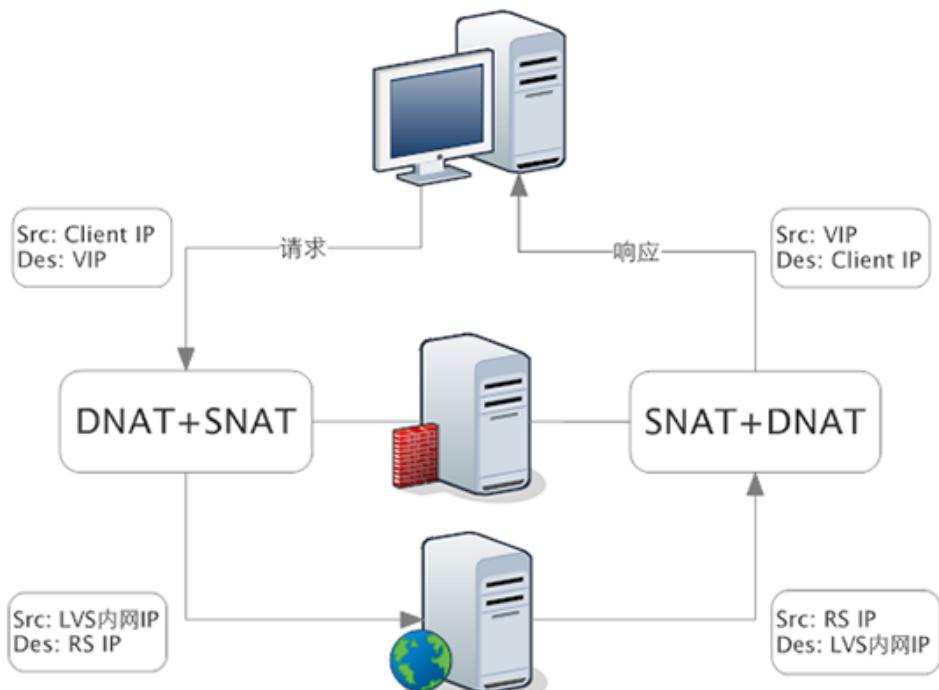 Src: Client IP
Des: VIP
请求
响应
Src: VIP
Des: Client IP
DNAT+SNAT
SNAT+DNAT
Src: LVS内网IP
Des: RS IP
Src: RS IP
Des: LVS内网IP